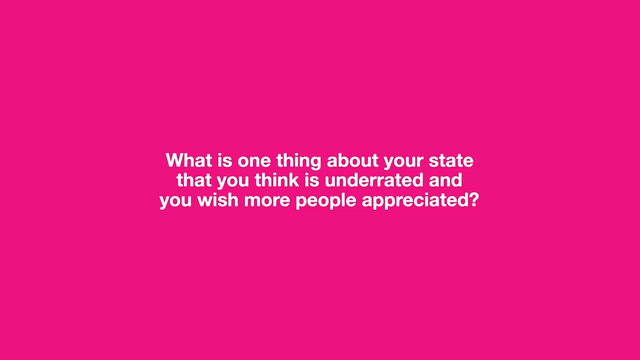 What is one thing about your state
that you think is underrated and
you wish more people appreciated?